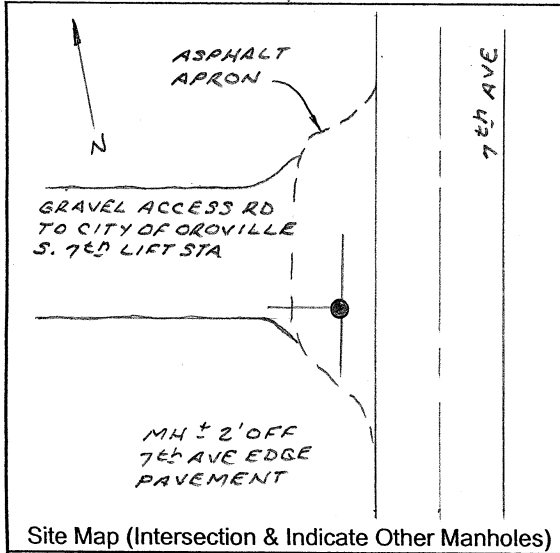 ASPHALT
APRON
7th AVE
N
GRAVEL ACCESS RD
TO CITY OF OROVILLE
S. 7th LIFT STA
MH ± 2' OFF
7th AVE EDGE
PAVEMENT
Site Map (Intersection & Indicate Other Manholes)